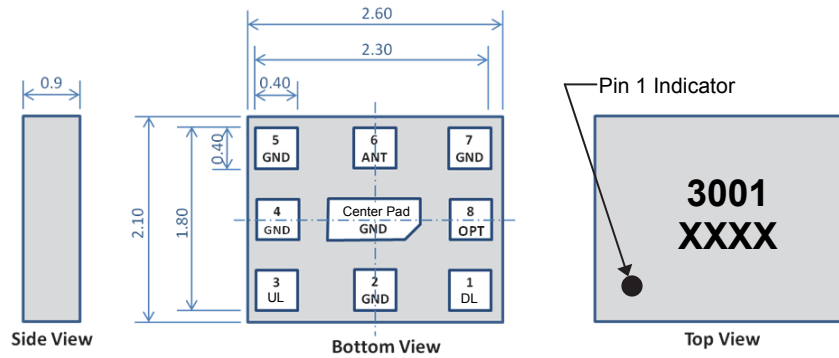 2.60
2.30
0.9
0.40
Pin 1 Indicator
0.40
2.10
1.80
5
GND
6
ANT
7
GND
4
GND
Center Pad
GND
8
OPT
3
UL
2
GND
1
DL
3001
XXXX
Side View
Bottom View
Top View